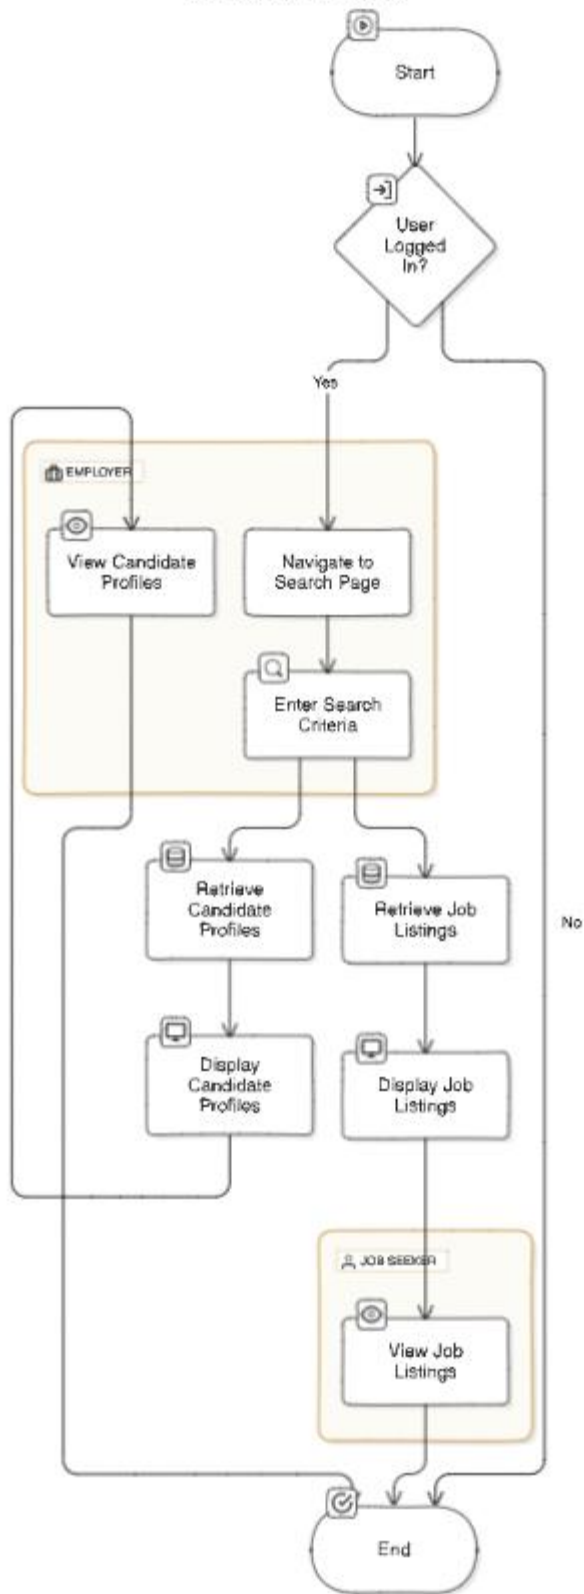 Start
User
Logged
In?
Yes
EMPLOYER
View Candidate
Profiles
Navigate to
Search Page
Enter Search
Criteria
Retrieve
Candidate
Profiles
Retrieve Job
Listings
No
Display
Candidate
Profiles
Display Job
Listings
JOB SEEKER
View Job
Listings
End